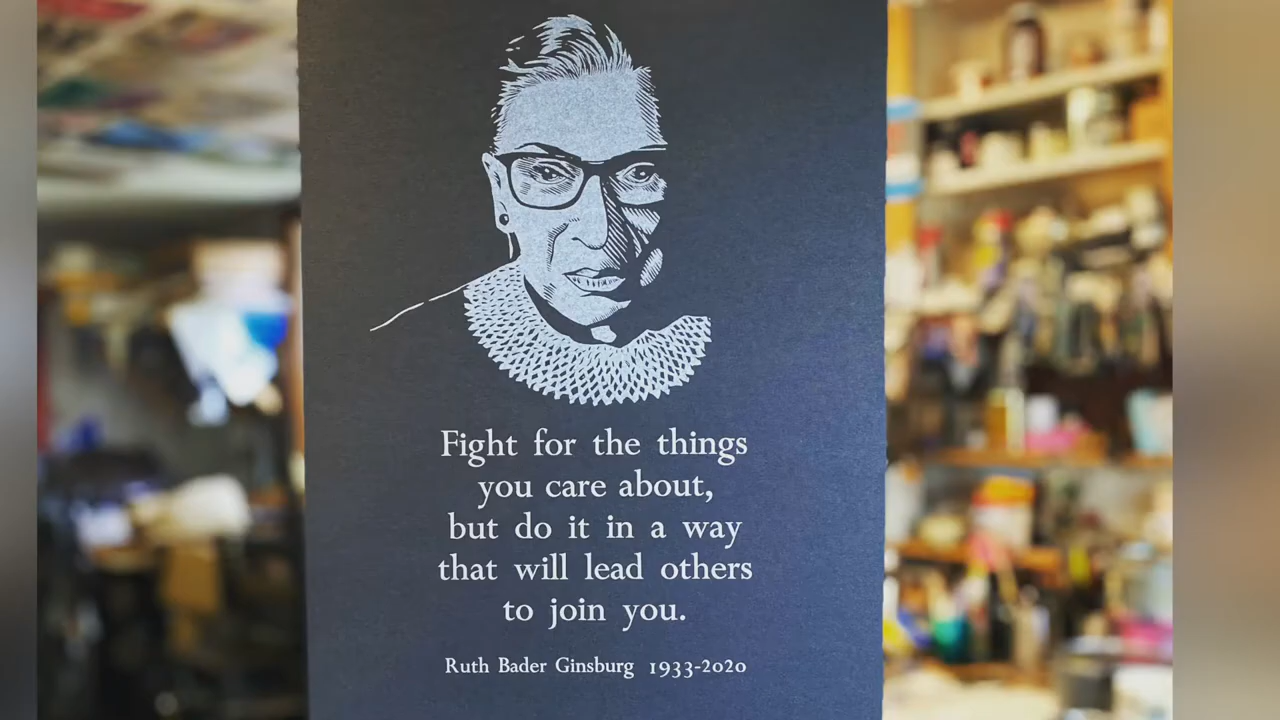 Fight for the things
you care about,
but do it in a way
that will lead others
to join you.
Ruth Bader Ginsburg 1933-2020